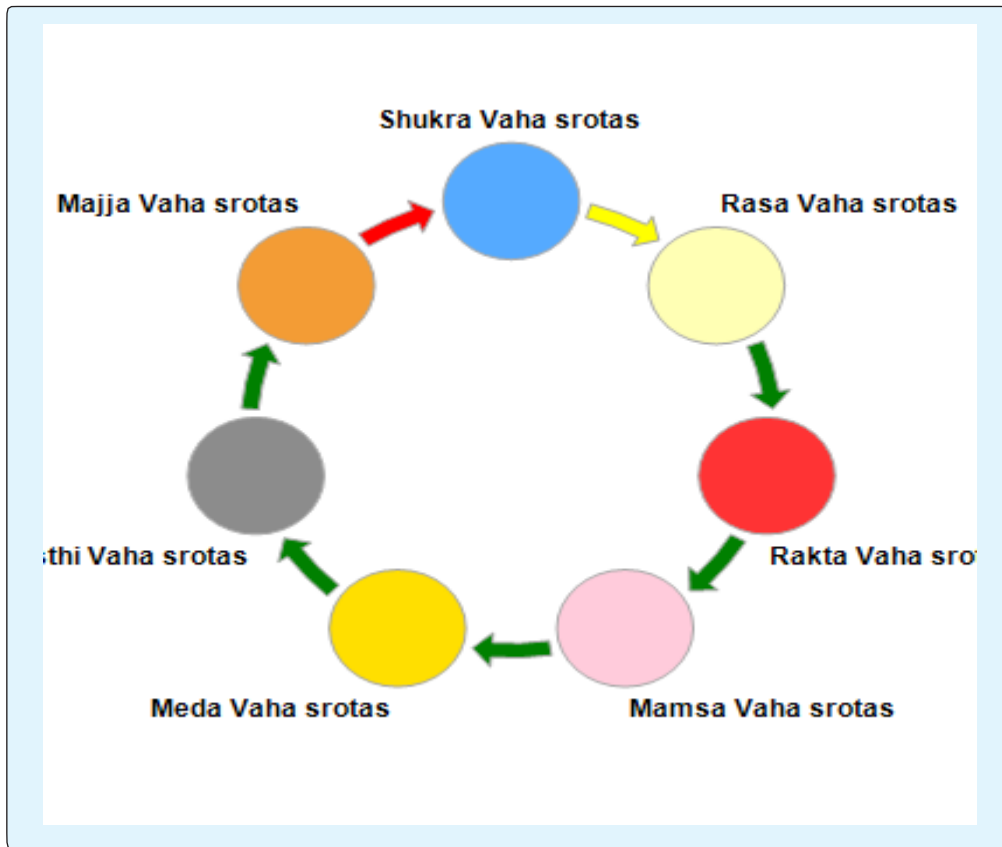 Shukra Vaha srotas
Majja Vaha srotas
Rasa Vaha srotas
sthi Vaha srotas
Rakta Vaha srot
Meda Vaha srotas
Mamsa Vaha srotas